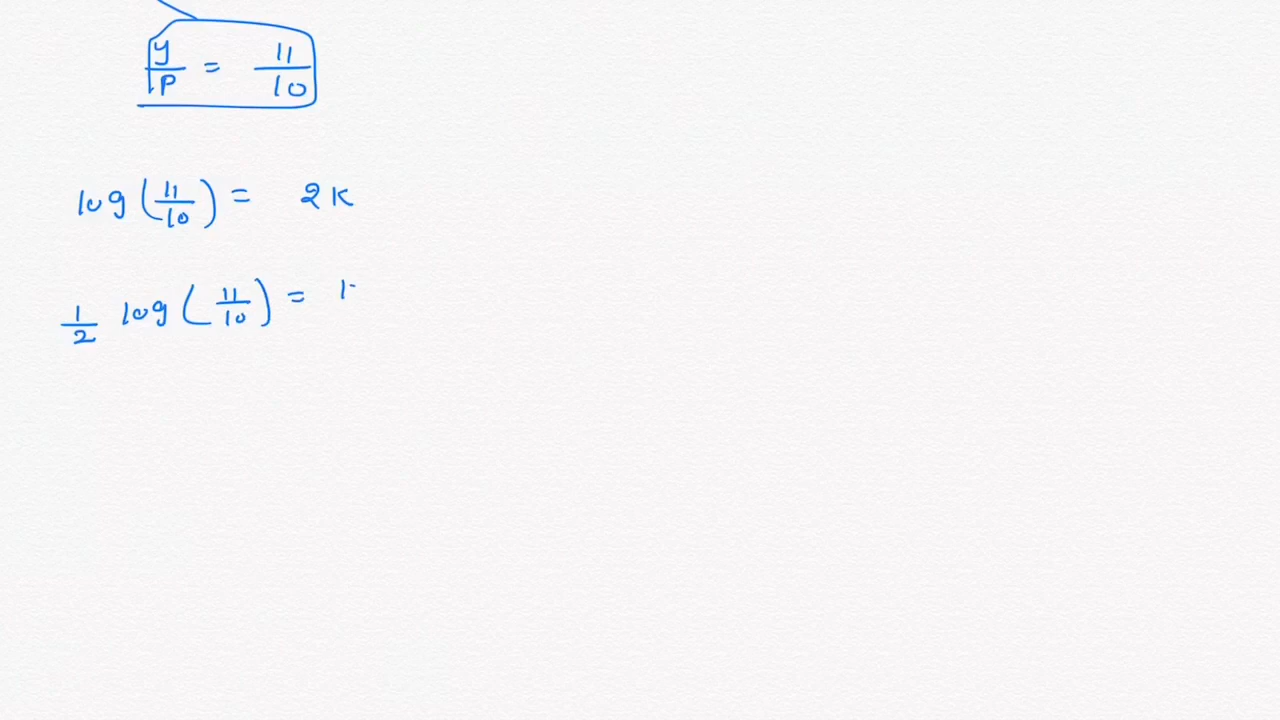 y/P = 11/10
log(11/10) = 2K
1/2 log(11/10) =